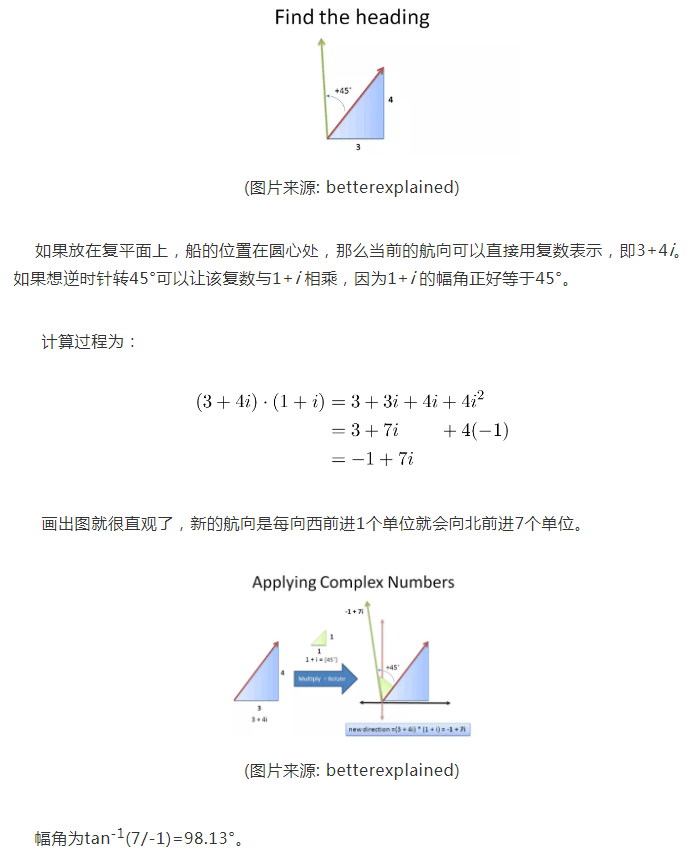 Find the heading
+45°
4
3
(图片来源: betterexplained)
如果放在复平面上，船的位置在圆心处，那么当前的航向可以直接用复数表示，即3+4i。
如果想逆时针转45°可以让该复数与1+i相乘，因为1+i的幅角正好等于45°。
计算过程为：
(3 + 4i) · (1 + i) = 3 + 3i + 4i + 4i²
= 3 + 7i + 4(−1)
= −1 + 7i
画出图就很直观了，新的航向是每向西前进1个单位就会向北前进7个单位。
Applying Complex Numbers
-1 + 7i
1
1
1 + i = [45°]
+45°
4
Multiply = Rotate
3
3 + 4i
new direction =(3 + 4i) * (1 + i) = -1 + 7i
(图片来源: betterexplained)
幅角为tan⁻¹(7/-1)=98.13°。